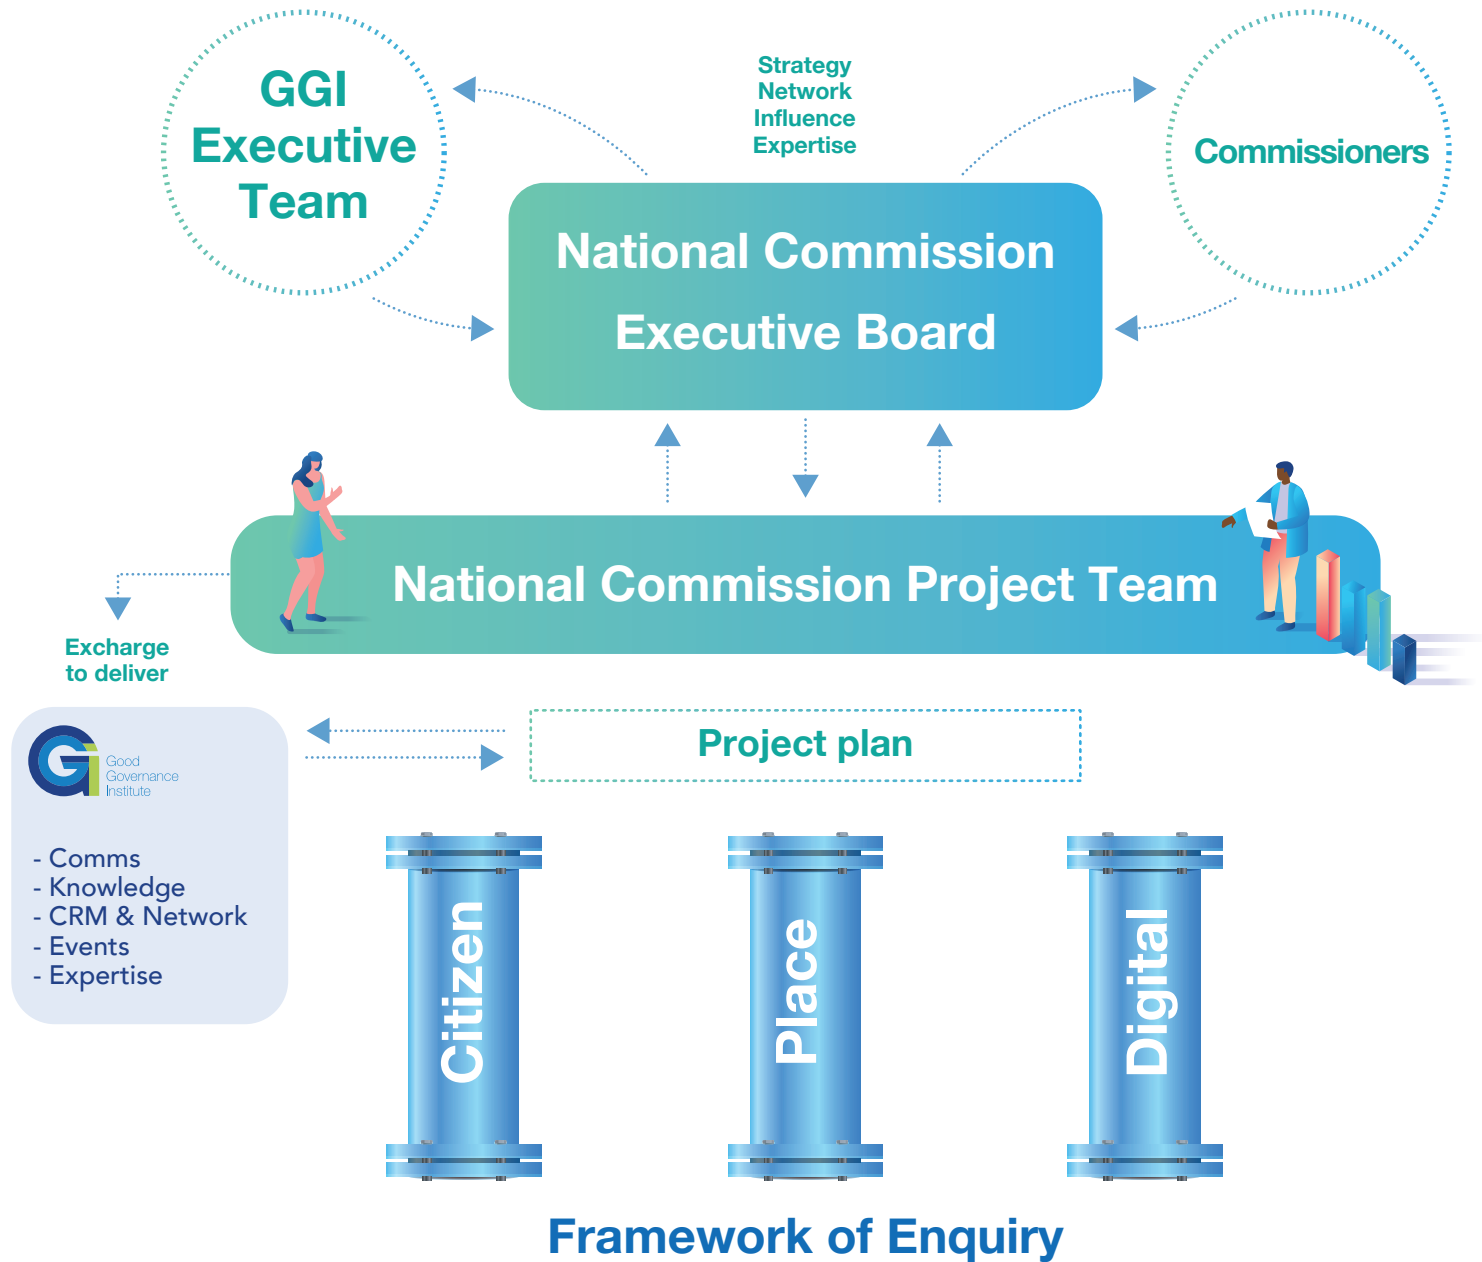 GGI
Executive
Team
Strategy
Network
Influence
Expertise
Commissioners
National Commission
Executive Board
National Commission Project Team
Excharge
to deliver
Project plan
Good
Governance
Institute
- Comms
- Knowledge
- CRM & Network
- Events
- Expertise
Citizen
Place
Digital
Framework of Enquiry